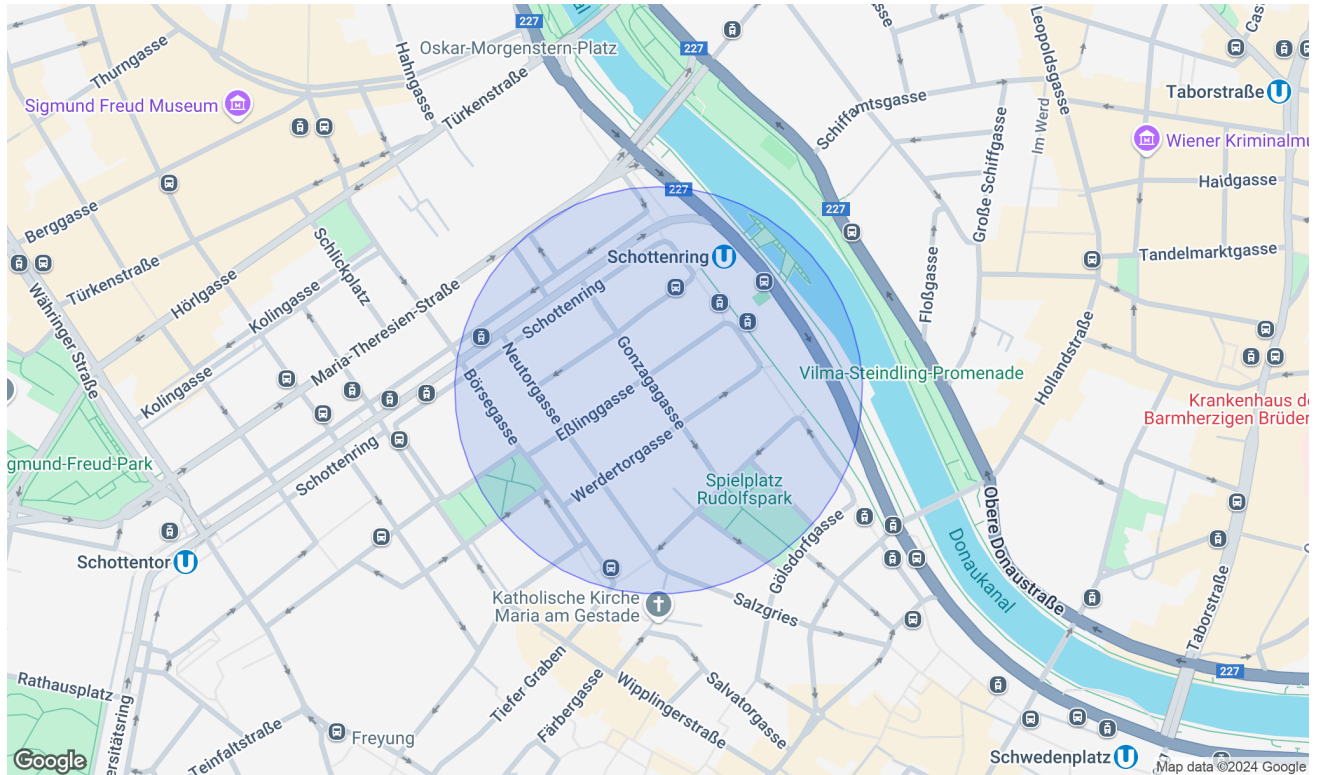 227
Oskar-Morgenstern-Platz
227
Thurngasse
Hahngasse
Türkenstraße
Leopoldsgasse
Sigmund Freud Museum
Taborstraße
Schiffamtsgasse
Im Werd
Große Schiffgasse
Haidgasse
Berggasse
227
227
Türkenstraße
Schlickplatz
Hörlgasse
Schottenring
Tandelmarktgasse
Währinger Straße
Kolingasse
Maria-Theresien-Straße
Schottenring
Floßgasse
Hollandstraße
Kolingasse
Börsegasse
Neutorgasse
Gonzagagasse
Eßlinggasse
Vilma-Steindling-Promenade
Barmherzigen Brüder
Krankenhaus de
Schottenring
Werdertorgasse
gmund-Freud-Park
Spielplatz
Rudolfspark
Gölsdorfgasse
Obere Donaustraße
Donaukanal
Schottentor
Katholische Kirche
Maria am Gestade
Salzgries
Taborstraße
227
Rathausplatz
Tiefer Graben
Färbergasse
Wipplingerstraße
Salvatorgasse
ersitätsring
Teinfaltstraße
Freyung
Schwedenplatz
Google
Map data ©2024 Google